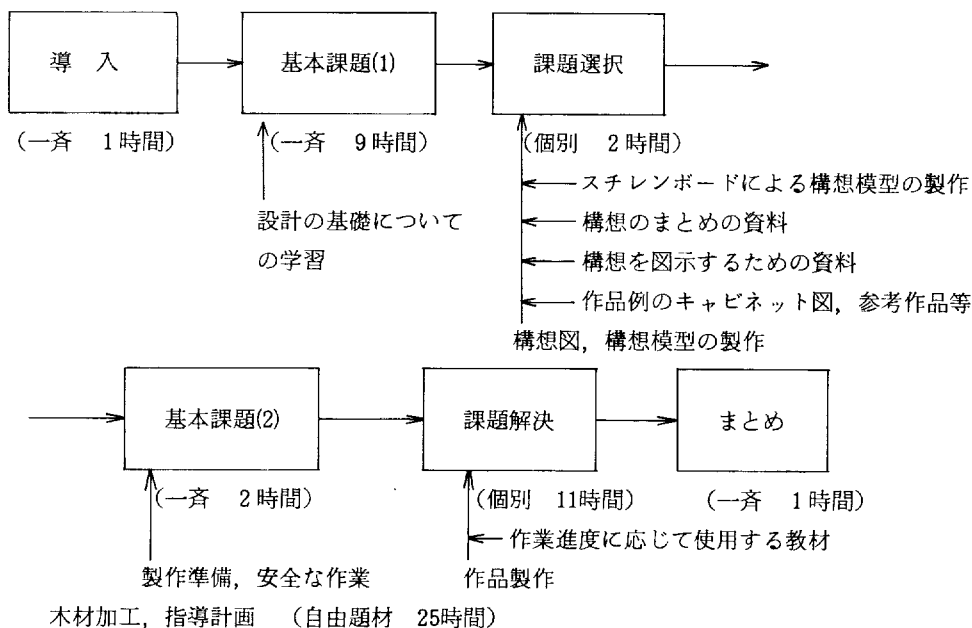 導 入
基本課題(1)
課題選択
(一斉 1時間)
(一斉 9時間)
(個別 2時間)
設計の基礎について
の学習
スチレンボードによる構想模型の製作
構想のまとめの資料
構想を図示するための資料
作品例のキャビネット図,参考作品等
構想図,構想模型の製作
基本課題(2)
課題解決
まとめ
(一斉 2時間)
(個別 11時間)
(一斉 1時間)
作業進度に応じて使用する教材
製作準備,安全な作業
作品製作
木材加工,指導計画 (自由題材 25時間)